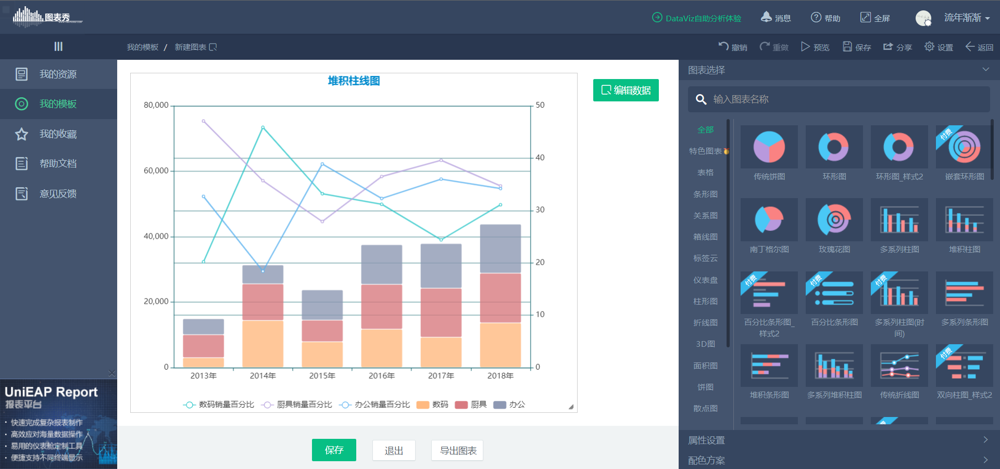 图表秀
DataViz自助分析体验
消息
帮助
全屏
流年渐渐
我的模板 / 新建图表
撤销
重做
预览
保存
分享
设置
返回
我的资源
我的模板
我的收藏
帮助文档
意见反馈
UniEAP Report
报表平台
· 快速完成复杂报表制作
· 高效应对海量数据操作
· 易用的仪表舱定制工具
· 便捷支持不同终端显示
堆积柱线图
80,000
60,000
40,000
20,000
0
50
40
30
20
10
0
2013年
2014年
2015年
2016年
2017年
2018年
数码销量百分比
厨具销量百分比
办公销量百分比
数码
厨具
办公
编辑数据
保存
退出
导出图表
图表选择
输入图表名称
全部
特色图表
表格
条形图
关系图
箱线图
标签云
仪表盘
柱形图
折线图
3D图
面积图
饼图
散点图
传统饼图
环形图
环形图_样式2
付费
嵌套环形图
南丁格尔图
玫瑰花图
多系列柱图
堆积柱图
付费
百分比条形图_
样式2
付费
百分比条形图
付费
多系列柱图(时
间)
多系列条形图
堆积条形图
多系列堆积柱图
传统折线图
付费
双向柱图_样式2
属性设置
配色方案